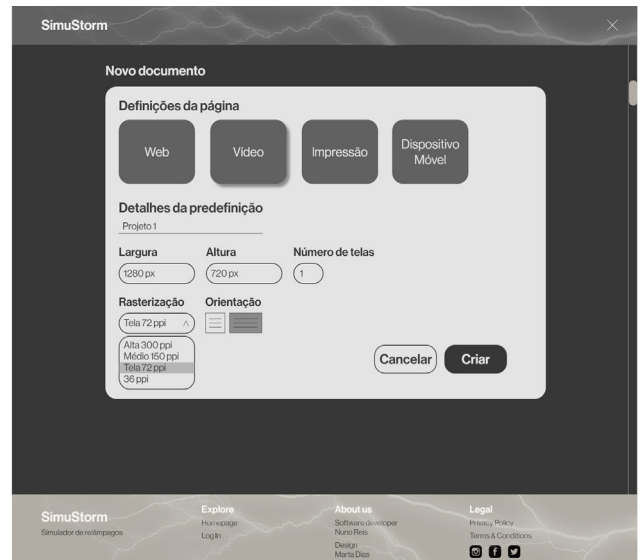 SimuStorm
Novo documento
Definições da página
Web
Vídeo
Impressão
Dispositivo
Móvel
Detalhes da predefinição
Projeto 1
Largura
Altura
Número de telas
1280 px
720 px
1
Rasterização
Orientação
Tela 72 ppi
Alta 300 ppi
Médio 150 ppi
Tela 72 ppi
36 ppi
Cancelar
Criar
SimuStorm
Simulador de relâmpagos
Explore
Homepage
Log In
About us
Software developer
Nuno Reis
Design
Marta Dias
Legal
Privacy Policy
Terms & Conditions